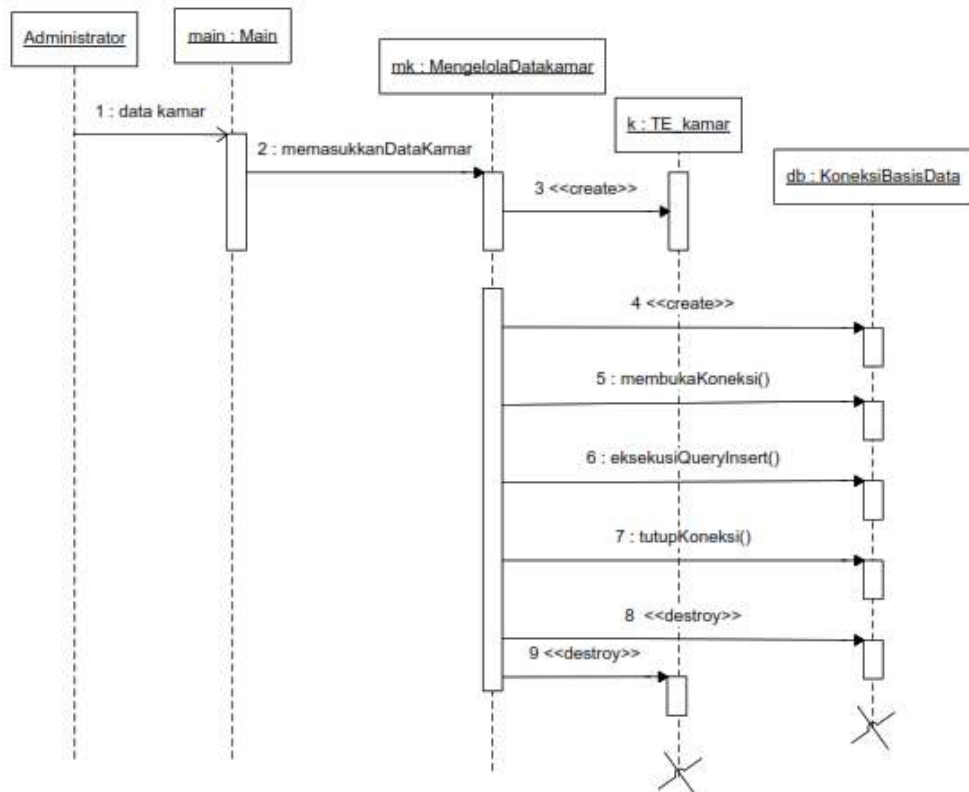 Administrator
main : Main
mk : MengelolaDatakamar
k : TE_kamar
db : KoneksiBasisData
1 : data kamar
2 : memasukkanDataKamar
3 <<create>>
4 <<create>>
5 : membukaKoneksi()
6 : eksekusiQueryInsert()
7 : tutupKoneksi()
8 <<destroy>>
9 <<destroy>>